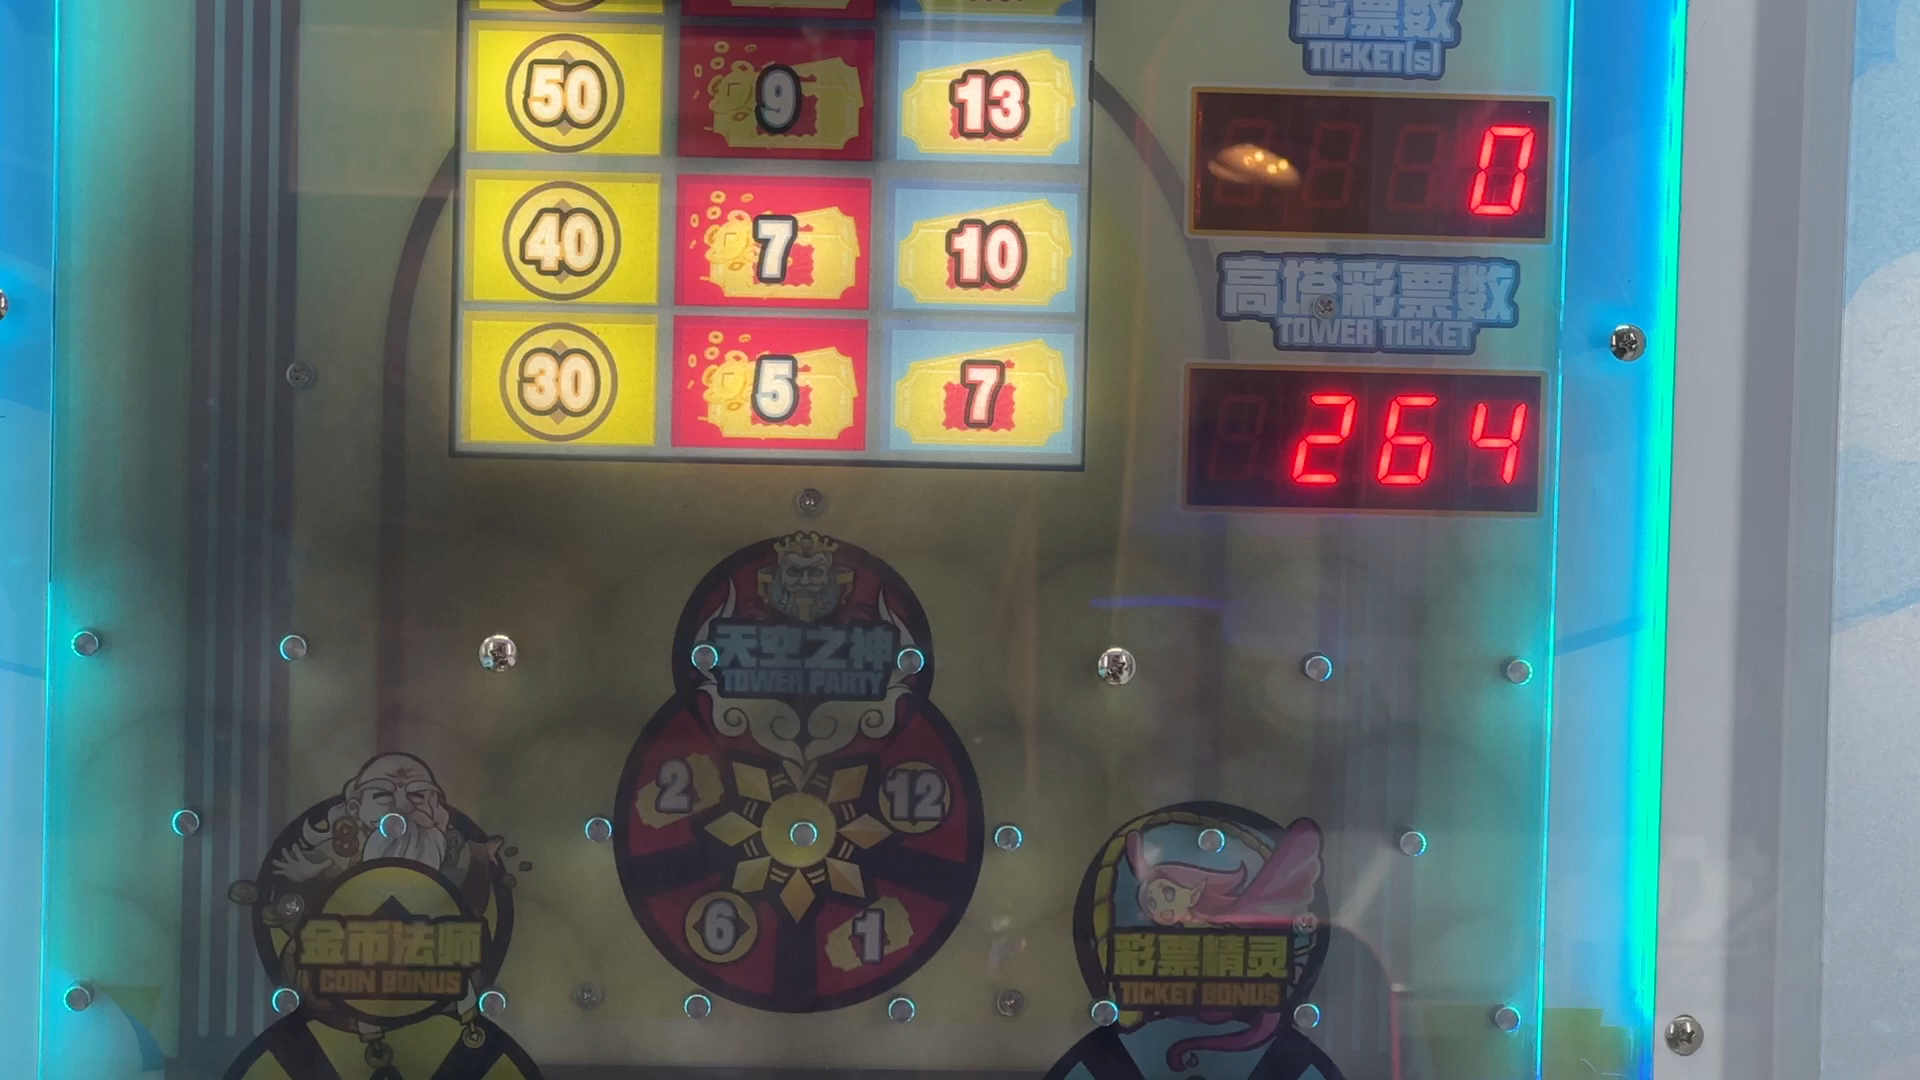 彩票数
TICKET(s)
50 9 13
0
40 7 10
高塔彩票数
TOWER TICKET
30 5 7
264
天空之神
TOWER PARTY
2 12
6 1
金币法师
COIN BONUS
彩票精灵
TICKET BONUS